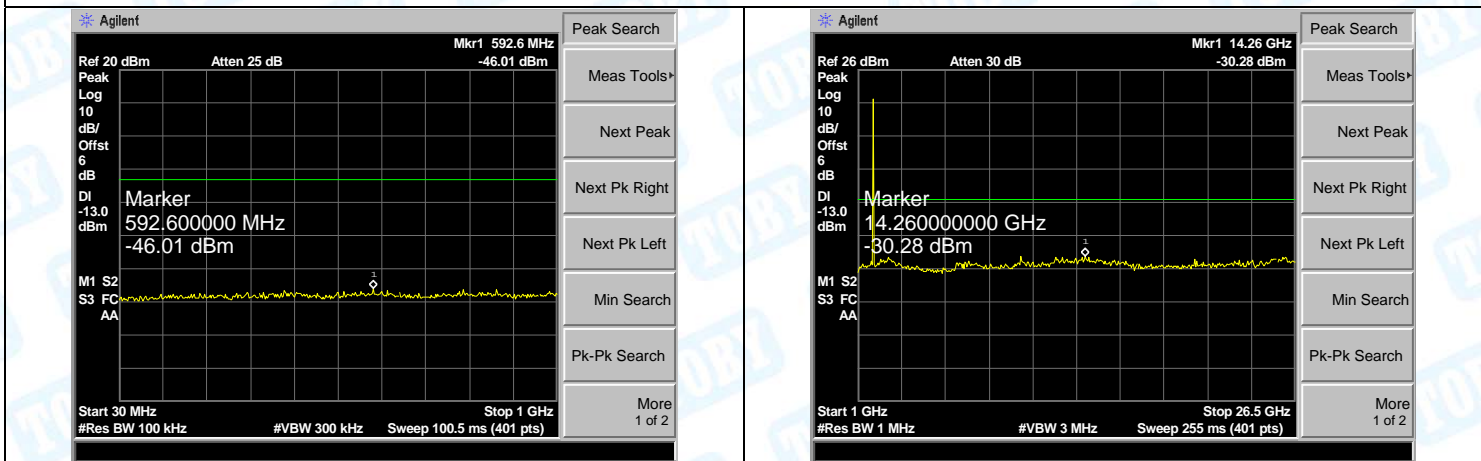 Agilent
Peak Search
Mkr1 592.6 MHz
Ref 20 dBm Atten 25 dB -46.01 dBm
Peak
Log
10
dB/
Offst
6
dB
DI
-13.0
dBm
Marker
592.600000 MHz
-46.01 dBm
1
M1 S2
S3 FC
AA
Start 30 MHz Stop 1 GHz
#Res BW 100 kHz #VBW 300 kHz Sweep 100.5 ms (401 pts)
Meas Tools
Next Peak
Next Pk Right
Next Pk Left
Min Search
Pk-Pk Search
More
1 of 2
Agilent
Peak Search
Mkr1 14.26 GHz
Ref 26 dBm Atten 30 dB -30.28 dBm
Peak
Log
10
dB/
Offst
6
dB
DI
-13.0
dBm
Marker
14.260000000 GHz
-30.28 dBm
1
M1 S2
S3 FC
AA
Start 1 GHz Stop 26.5 GHz
#Res BW 1 MHz #VBW 3 MHz Sweep 255 ms (401 pts)
Meas Tools
Next Peak
Next Pk Right
Next Pk Left
Min Search
Pk-Pk Search
More
1 of 2
TOBY